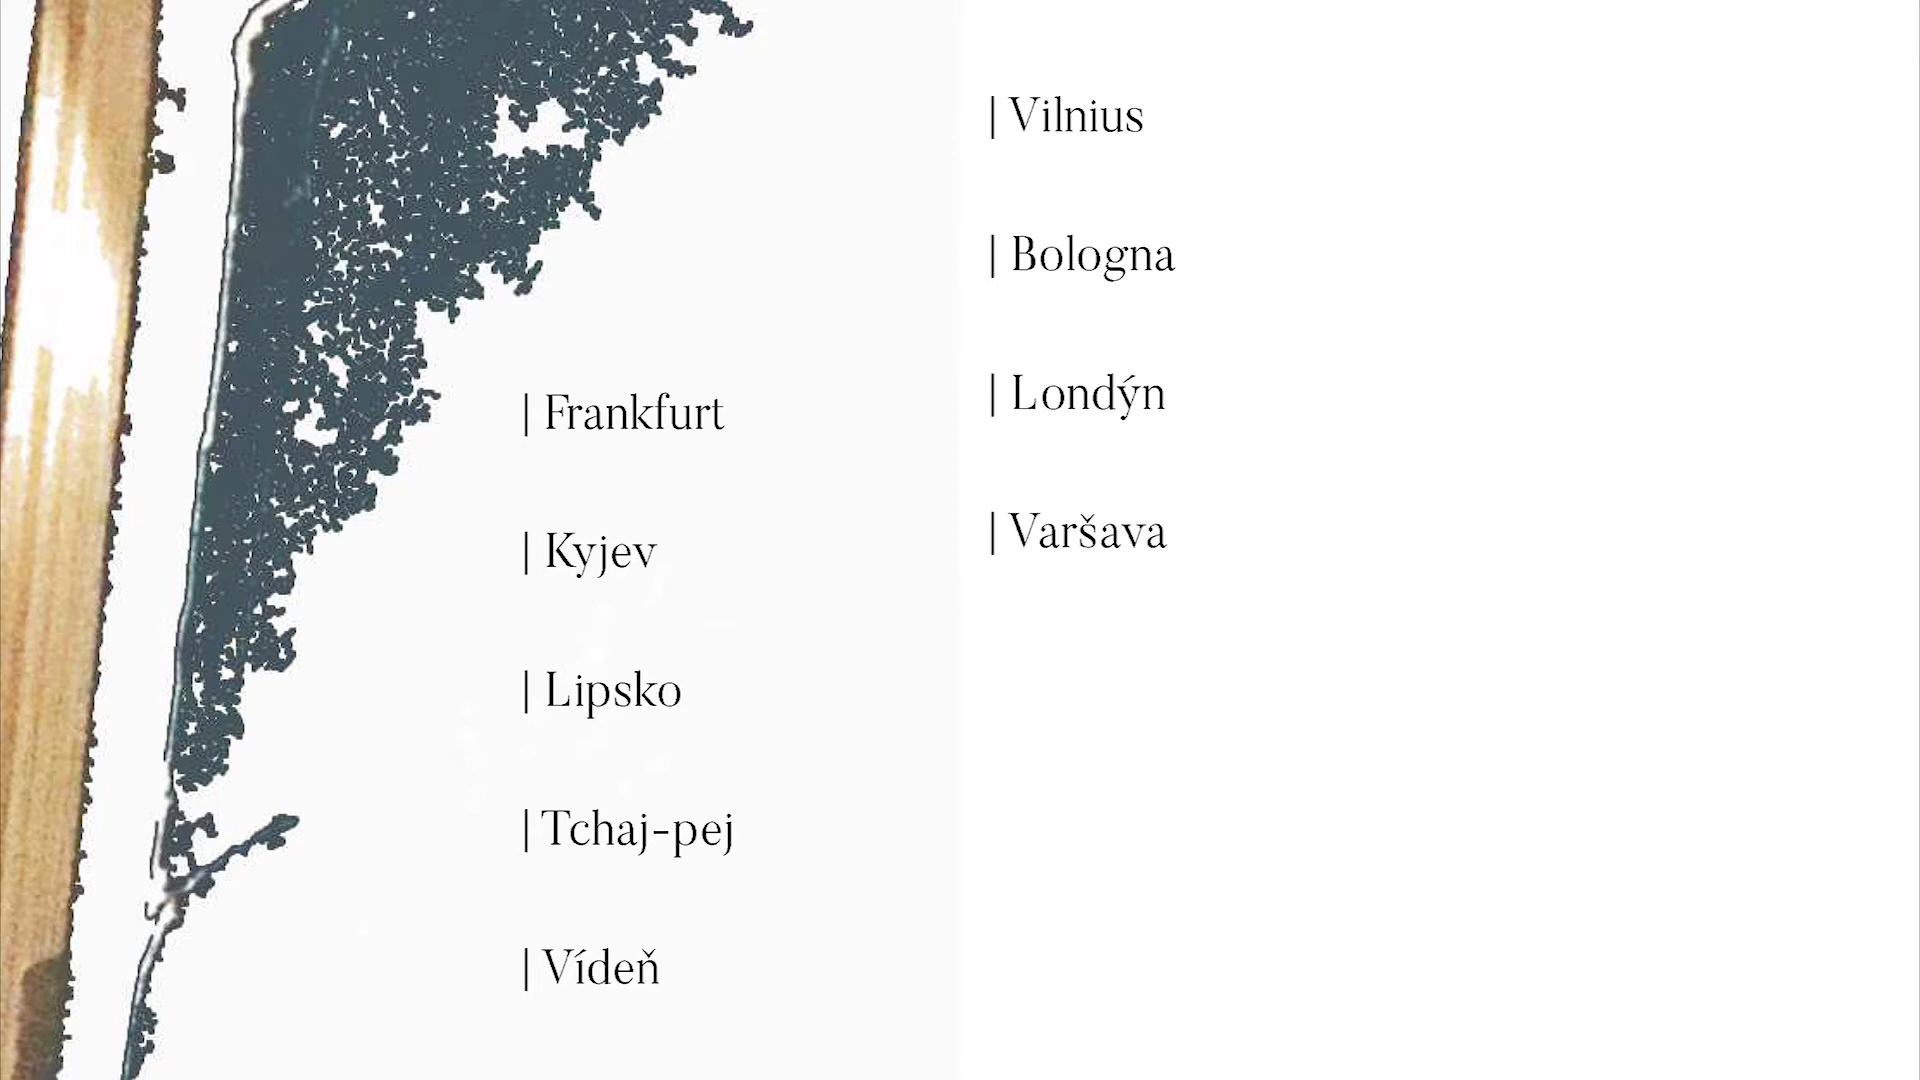 | Frankfurt
| Kyjev
| Lipsko
| Tchaj-pej
| Vídeň
| Vilnius
| Bologna
| Londýn
| Varšava